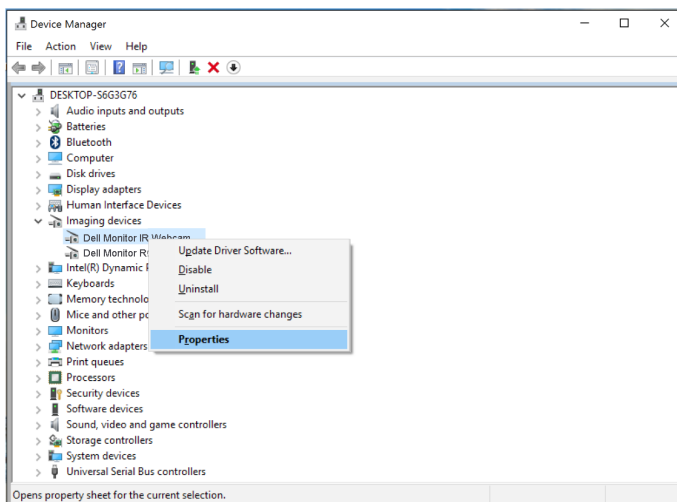 Device Manager
File Action View Help
DESKTOP-S6G3G76
Audio inputs and outputs
Batteries
Bluetooth
Computer
Disk drives
Display adapters
Human Interface Devices
Imaging devices
Dell Monitor IR Webcam
Dell Monitor
Update Driver Software...
Intel(R) Dynamic
Disable
Keyboards
Uninstall
Memory technolo
Mice and other po
Scan for hardware changes
Monitors
Network adapters
Properties
Print queues
Processors
Security devices
Software devices
Sound, video and game controllers
Storage controllers
System devices
Universal Serial Bus controllers
Opens property sheet for the current selection.